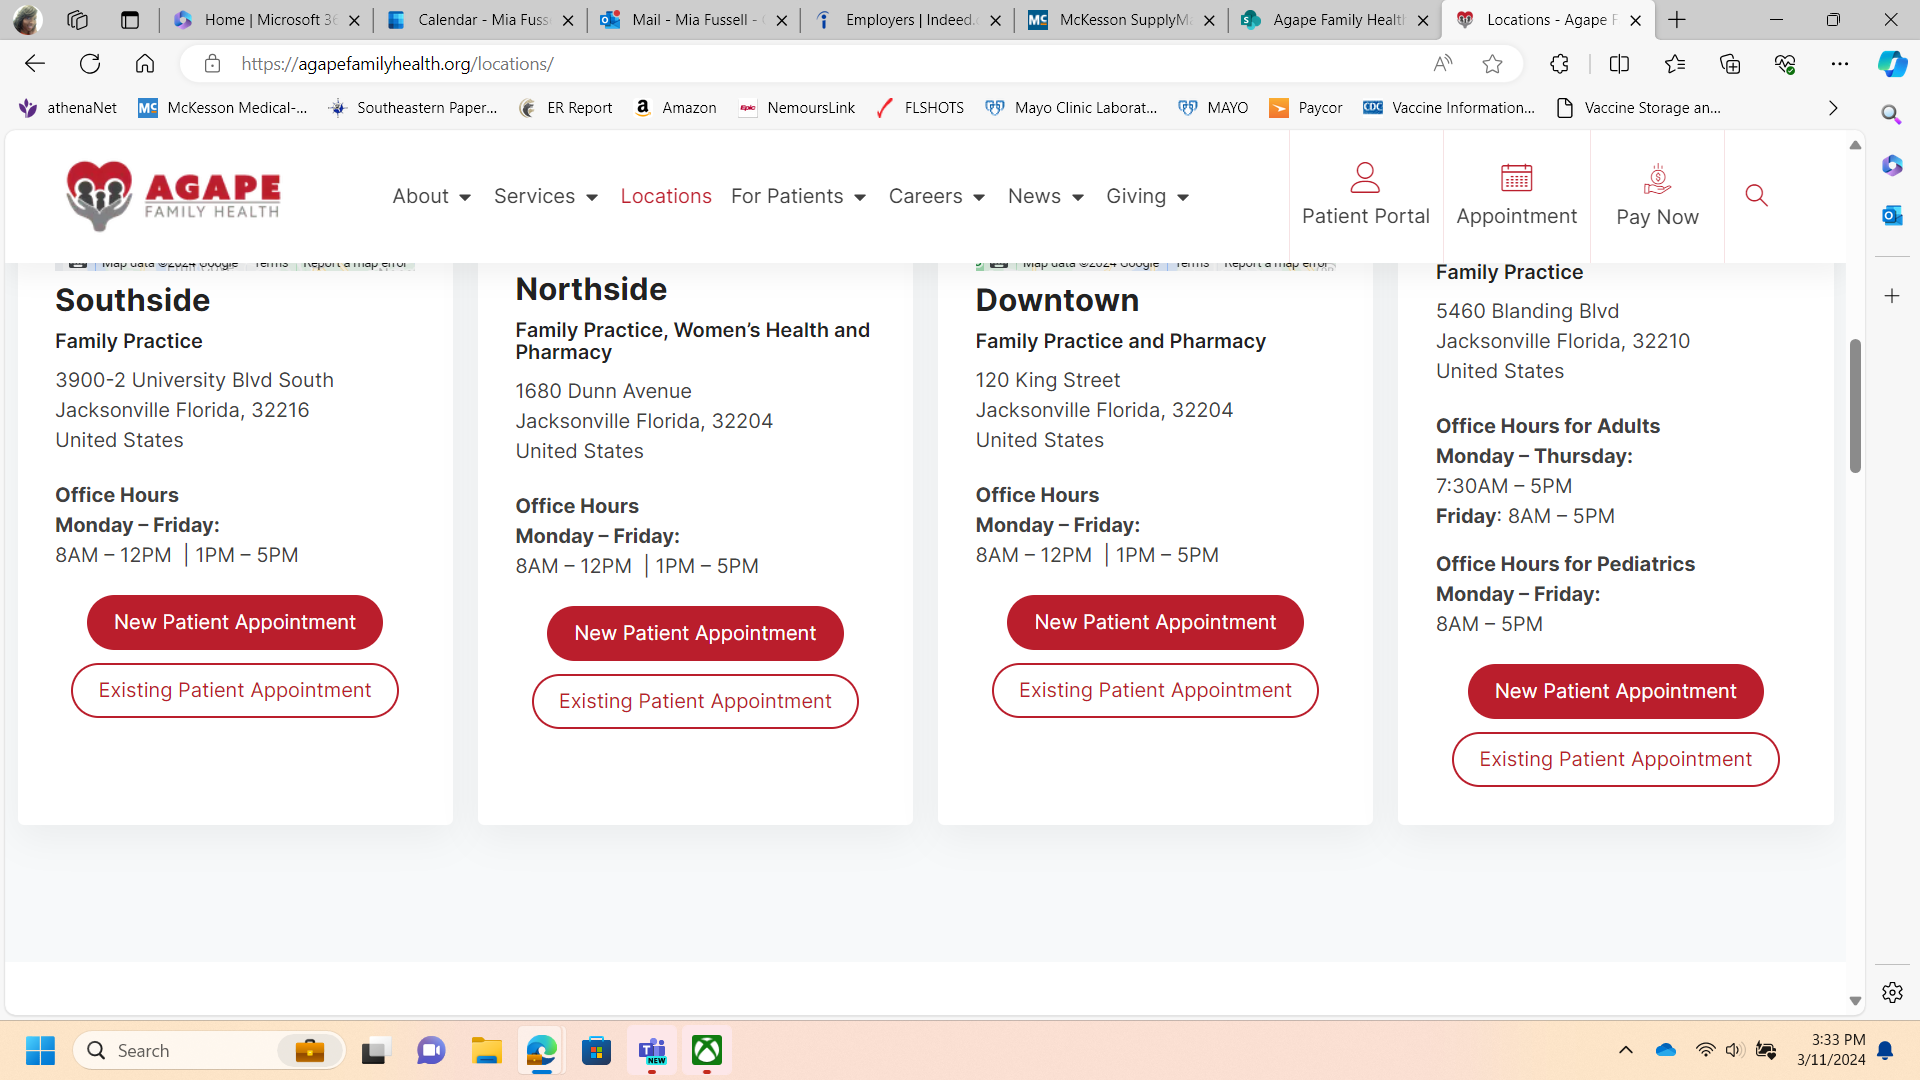 Home | Microsoft 36
Calendar - Mia Fuss
Mail - Mia Fussell -
Employers | Indeed.
McKesson SupplyM
Agape Family Health
Locations - Agape F
https://agapefamilyhealth.org/locations/
athenaNet
McKesson Medical-...
Southeastern Paper...
ER Report
Amazon
NemoursLink
FLSHOTS
Mayo Clinic Laborat...
MAYO
Paycor
Vaccine Information...
Vaccine Storage an...
AGAPE
FAMILY HEALTH
About
Services
Locations
For Patients
Careers
News
Giving
Patient Portal
Appointment
Pay Now
Map data ©2024 Google Terms Report a map error
Southside
Family Practice
3900-2 University Blvd South
Jacksonville Florida, 32216
United States
Office Hours
Monday – Friday:
8AM – 12PM | 1PM – 5PM
New Patient Appointment
Existing Patient Appointment
Northside
Family Practice, Women’s Health and
Pharmacy
1680 Dunn Avenue
Jacksonville Florida, 32204
United States
Office Hours
Monday – Friday:
8AM – 12PM | 1PM – 5PM
New Patient Appointment
Existing Patient Appointment
Map data ©2024 Google Terms Report a map error
Downtown
Family Practice and Pharmacy
120 King Street
Jacksonville Florida, 32204
United States
Office Hours
Monday – Friday:
8AM – 12PM | 1PM – 5PM
New Patient Appointment
Existing Patient Appointment
Family Practice
5460 Blanding Blvd
Jacksonville Florida, 32210
United States
Office Hours for Adults
Monday – Thursday:
7:30AM – 5PM
Friday: 8AM – 5PM
Office Hours for Pediatrics
Monday – Friday:
8AM – 5PM
New Patient Appointment
Existing Patient Appointment
Search
NEW
3:33 PM
3/11/2024